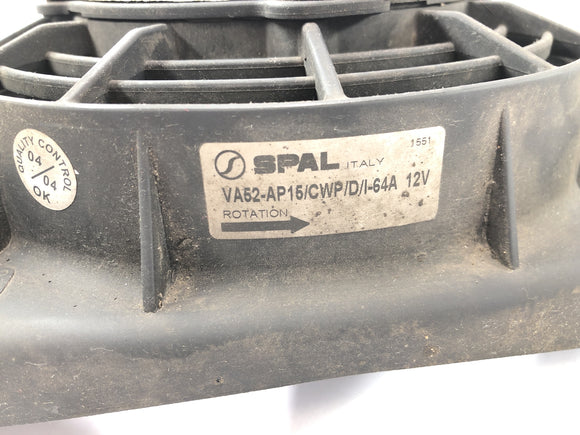 QUALITY CONTROL
04/04
OK
SPAL ITALY 1551
VA52-AP15/CWP/D/I-64A 12V
ROTATION